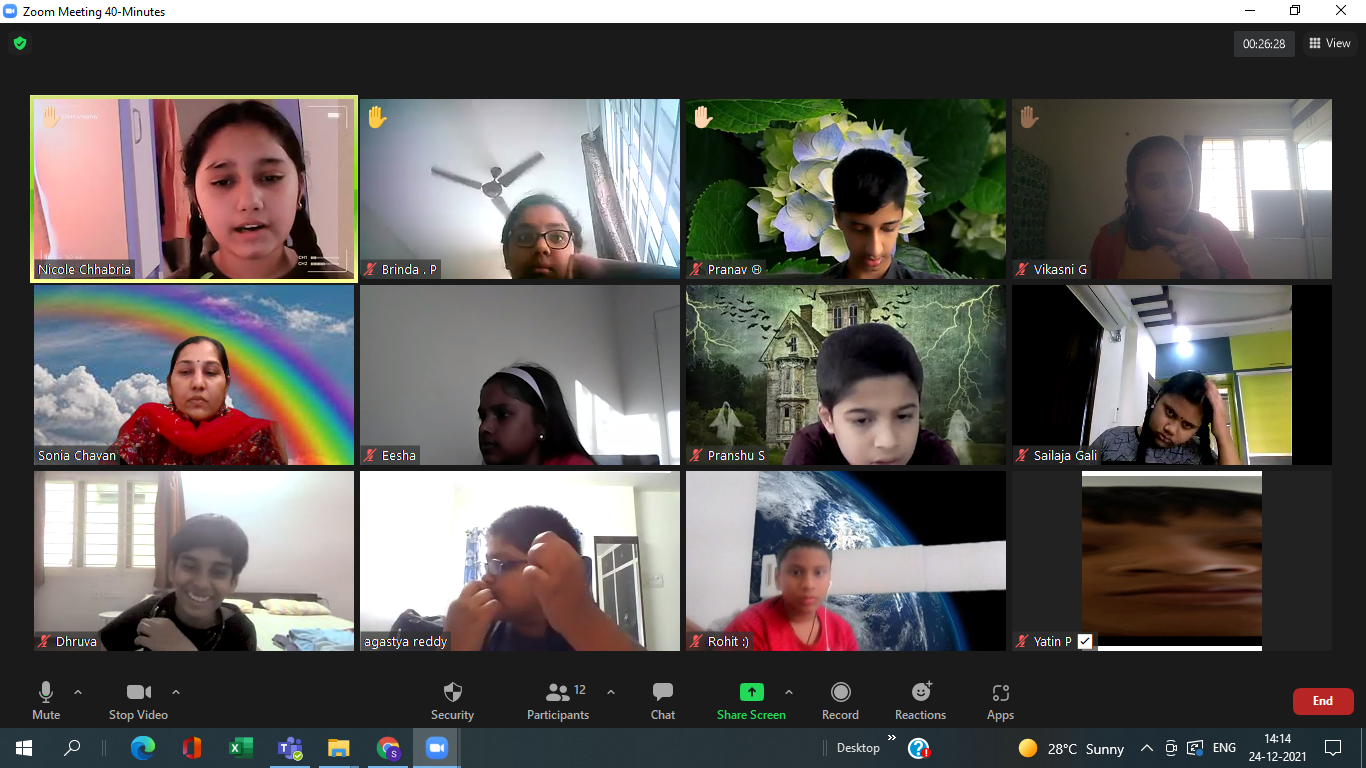 Zoom Meeting 40-Minutes
00:26:28
View
Nicole Chhabria
CH1
CH2
Brinda . P
Pranav
Vikasni G
Sonia Chavan
Eesha
Pranshu S
Sailaja Gali
Dhruva
agastya reddy
Rohit :)
Yatin P
Mute
Stop Video
Security
Participants
12
Chat
Share Screen
Record
Reactions
Apps
End
Desktop
28°C Sunny
ENG
14:14
24-12-2021